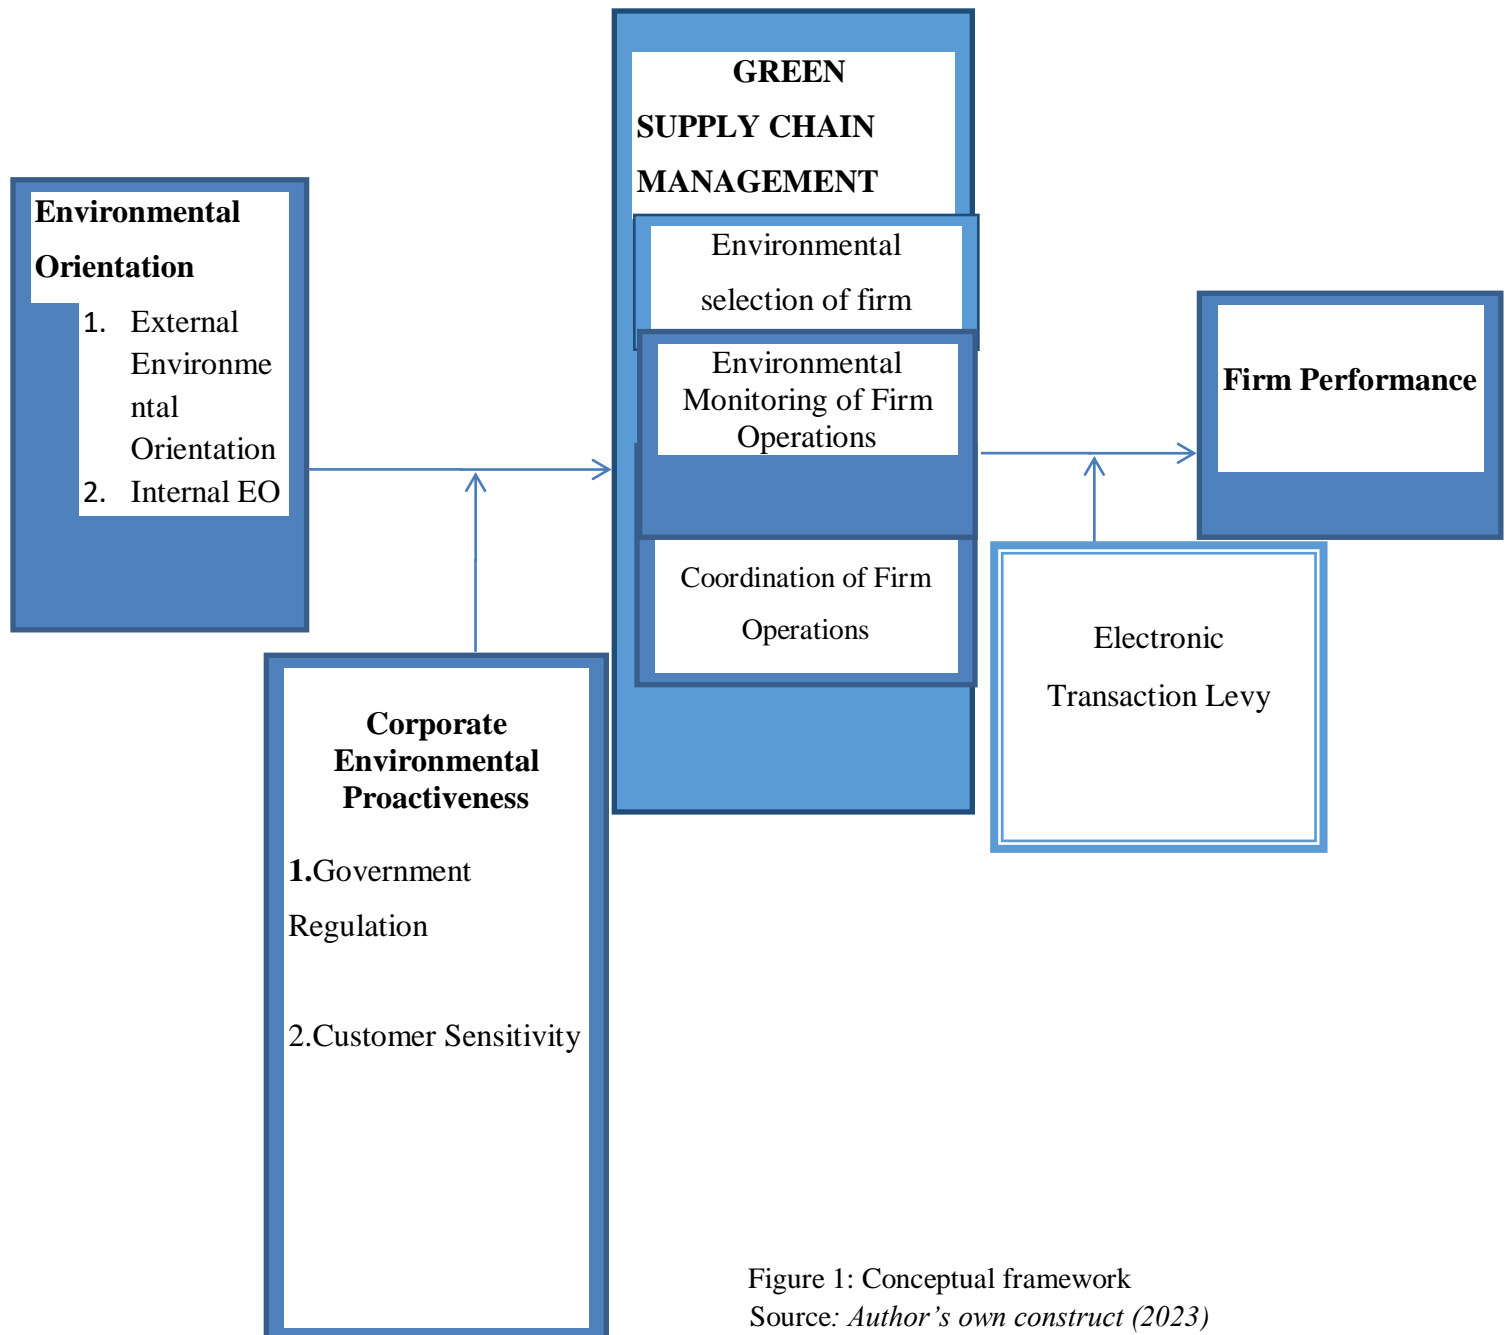 GREEN
SUPPLY CHAIN
MANAGEMENT
Environmental
selection of firm
Environmental
Monitoring of Firm
Operations
Coordination of Firm
Operations
Environmental
Orientation
1. External
Environme
ntal
Orientation
2. Internal EO
Firm Performance
Electronic
Transaction Levy
Corporate
Environmental
Proactiveness
1.Government
Regulation
2.Customer Sensitivity
Figure 1: Conceptual framework
Source: Author’s own construct (2023)